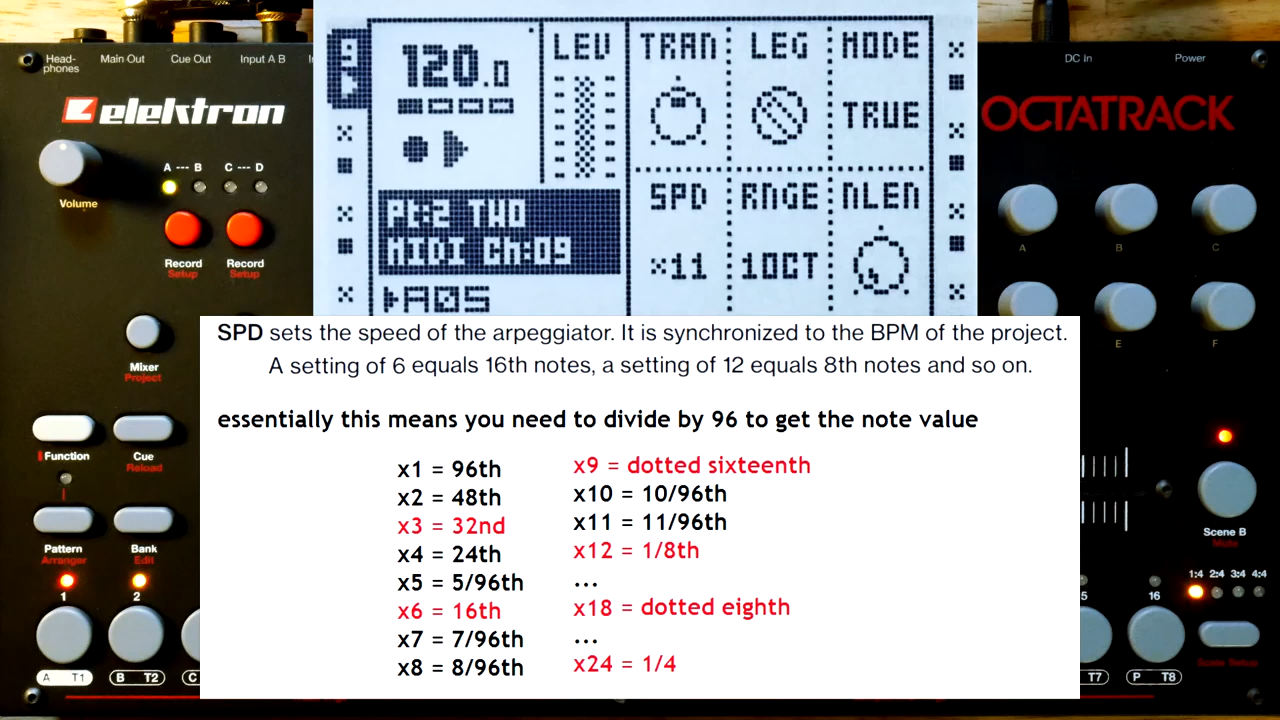 Head-
phones
Main Out
Cue Out
Input A B
elektron
Volume
A --- B
C --- D
Record
Setup
Record
Setup
Mixer
Project
Function
Cue
Reload
Pattern
Arranger
Bank
Edit
1
2
A T1
B T2
C
120.0
LEV
TRAN
LEG
MODE
TRUE
Pt:2 TWO
MIDI Ch:09
A05
SPD
RNGE
NLEN
x11
1OCT
DC In
Power
OCTATRACK
A
B
C
E
F
Scene B
Mute
1:4 2:4 3:4 4:4
5
16
Scene Setup
T7
P T8
SPD sets the speed of the arpeggiator. It is synchronized to the BPM of the project.
A setting of 6 equals 16th notes, a setting of 12 equals 8th notes and so on.
essentially this means you need to divide by 96 to get the note value
x1 = 96th
x2 = 48th
x3 = 32nd
x4 = 24th
x5 = 5/96th
x6 = 16th
x7 = 7/96th
x8 = 8/96th
x9 = dotted sixteenth
x10 = 10/96th
x11 = 11/96th
x12 = 1/8th
...
x18 = dotted eighth
...
x24 = 1/4